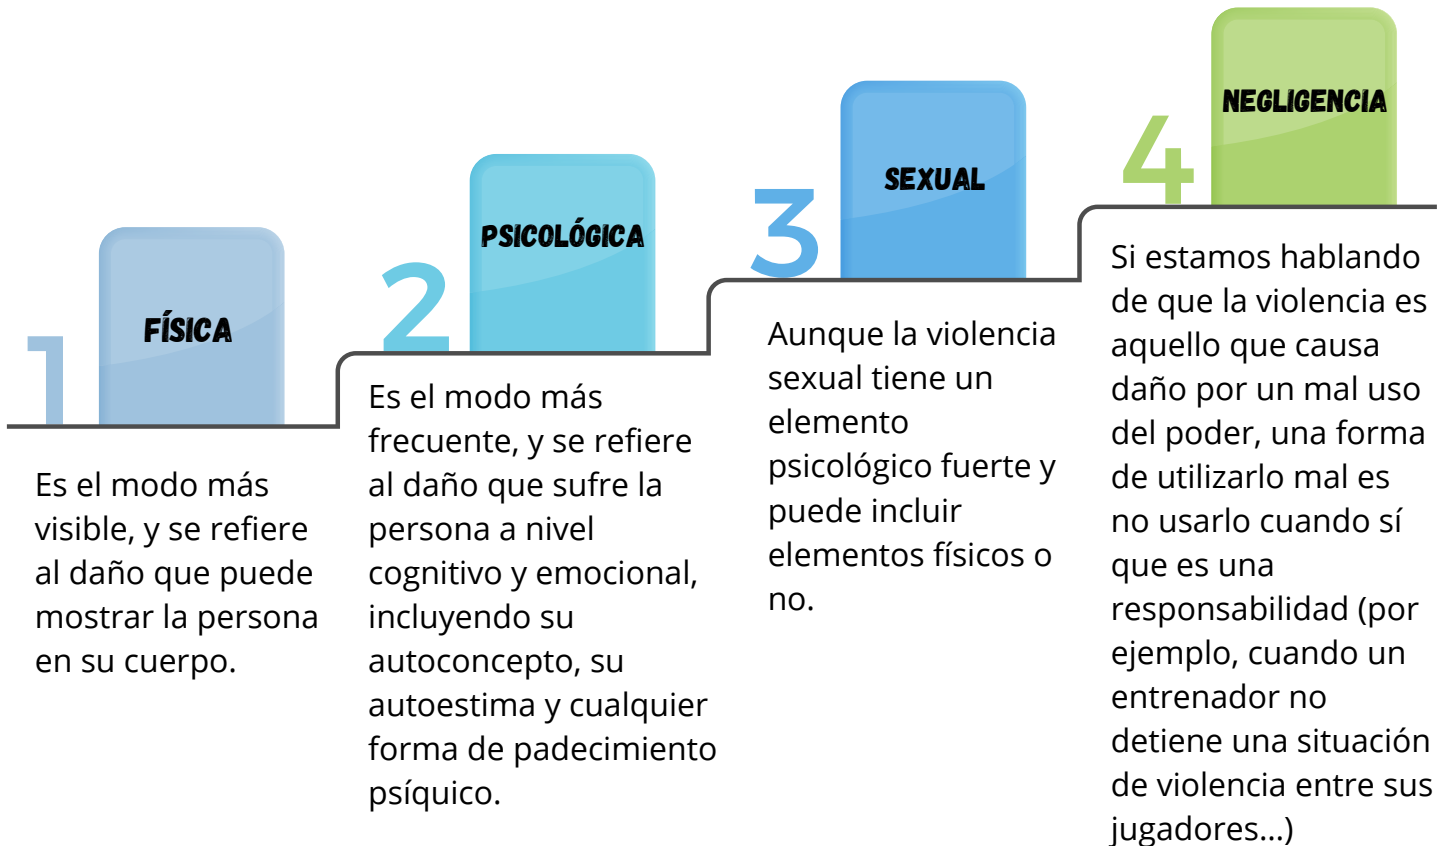 1
FÍSICA
Es el modo más
visible, y se refiere
al daño que puede
mostrar la persona
en su cuerpo.
2
PSICOLÓGICA
Es el modo más
frecuente, y se refiere
al daño que sufre la
persona a nivel
cognitivo y emocional,
incluyendo su
autoconcepto, su
autoestima y cualquier
forma de padecimiento
psíquico.
3
SEXUAL
Aunque la violencia
sexual tiene un
elemento
psicológico fuerte y
puede incluir
elementos físicos o
no.
4
NEGLIGENCIA
Si estamos hablando
de que la violencia es
aquello que causa
daño por un mal uso
del poder, una forma
de utilizarlo mal es
no usarlo cuando sí
que es una
responsabilidad (por
ejemplo, cuando un
entrenador no
detiene una situación
de violencia entre sus
jugadores...)